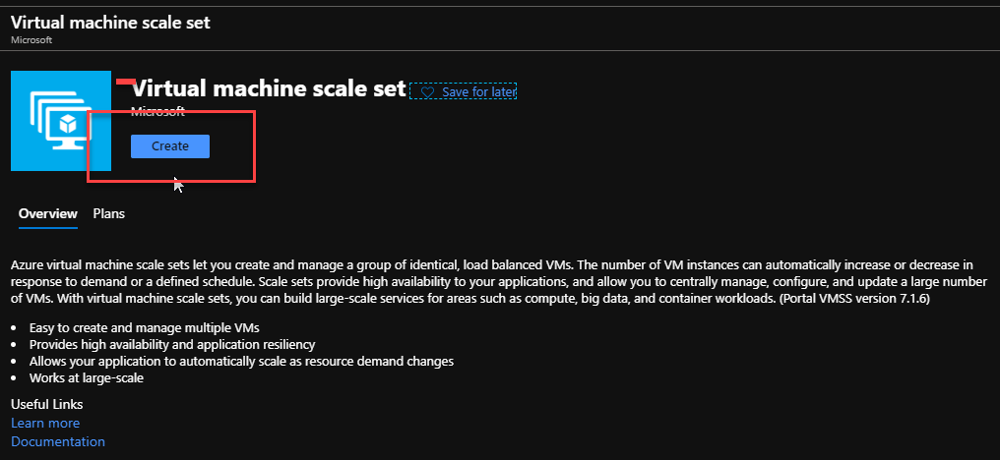 Virtual machine scale set
Microsoft
Virtual machine scale set
Save for later
Microsoft
Create
Overview Plans
Azure virtual machine scale sets let you create and manage a group of identical, load balanced VMs. The number of VM instances can automatically increase or decrease in
response to demand or a defined schedule. Scale sets provide high availability to your applications, and allow you to centrally manage, configure, and update a large number
of VMs. With virtual machine scale sets, you can build large-scale services for areas such as compute, big data, and container workloads. (Portal VMSS version 7.1.6)
• Easy to create and manage multiple VMs
• Provides high availability and application resiliency
• Allows your application to automatically scale as resource demand changes
• Works at large-scale
Useful Links
Learn more
Documentation